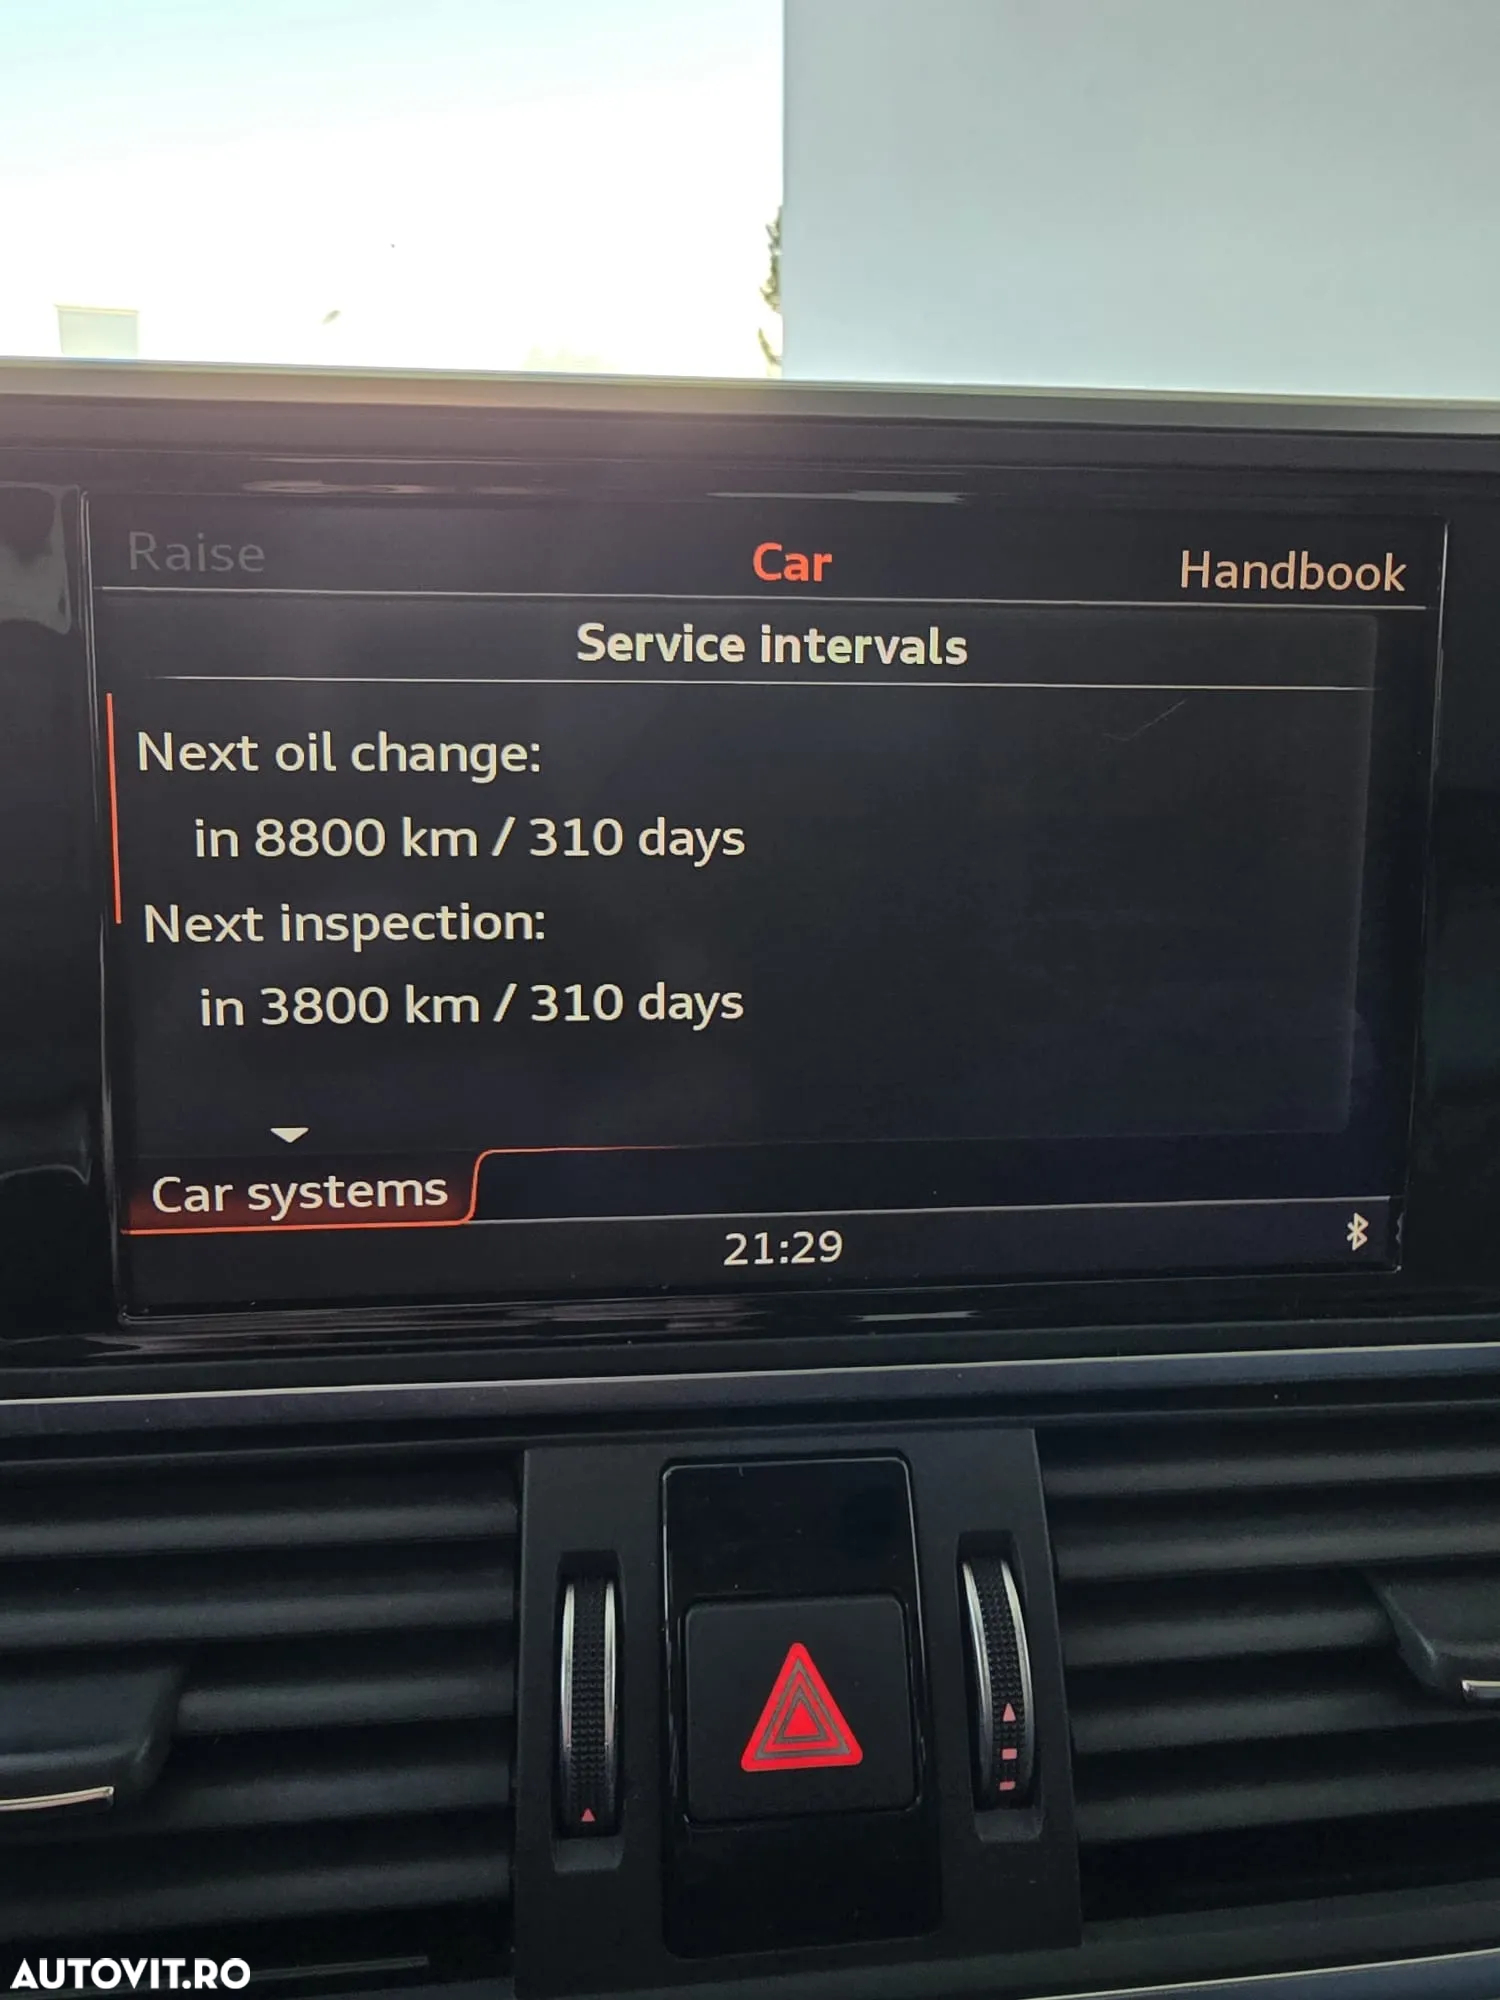 Raise
Car
Handbook
Service intervals
Next oil change:
in 8800 km / 310 days
Next inspection:
in 3800 km / 310 days
Car systems
21:29
AUTOVIT.RO